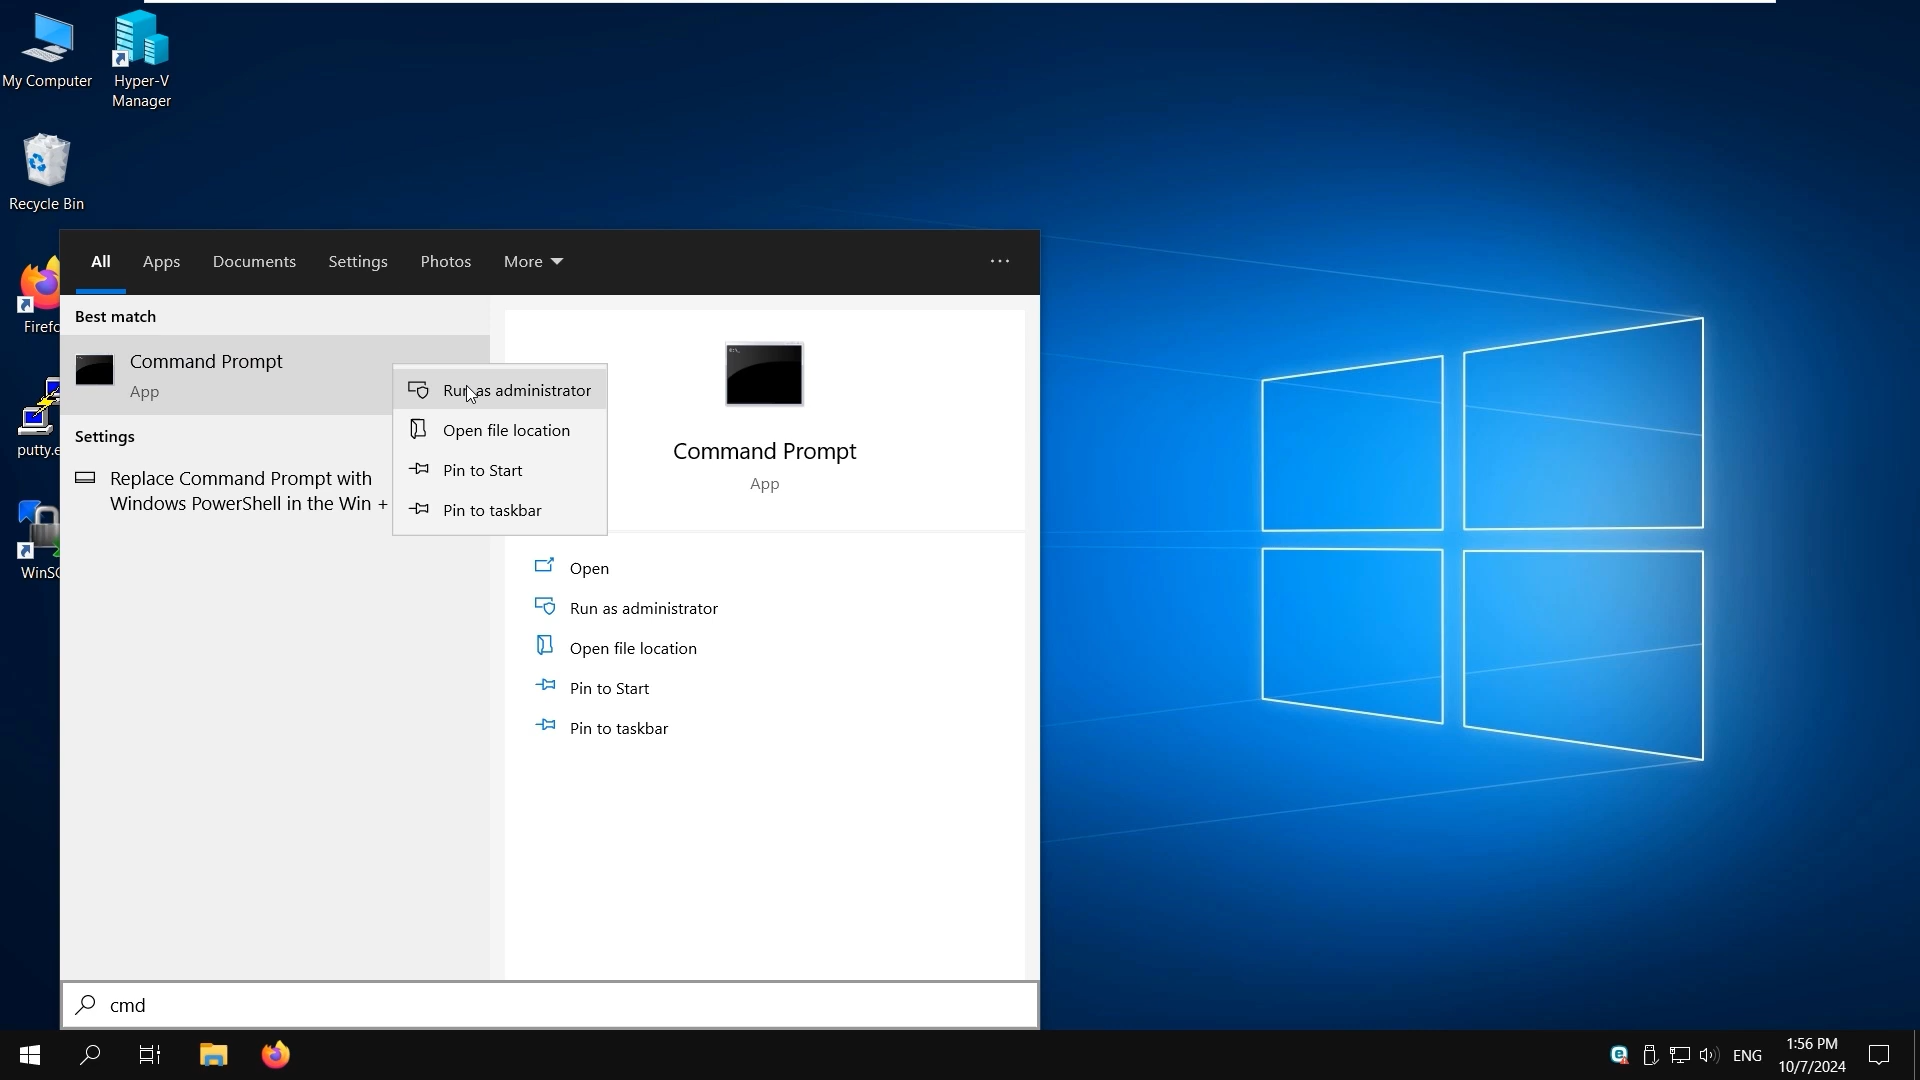 My Computer
Hyper-V
Manager
Recycle Bin
All
Apps
Documents
Settings
Photos
More
Best match
Command Prompt
App
Settings
Replace Command Prompt with
Windows PowerShell in the Win +
Run as administrator
Open file location
Pin to Start
Pin to taskbar
Command Prompt
App
Open
Run as administrator
Open file location
Pin to Start
Pin to taskbar
Firefo
putty.e
WinSC
cmd
ENG
1:56 PM
10/7/2024